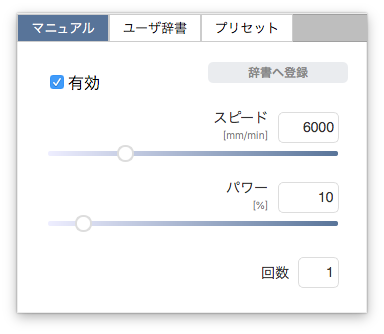 マニュアル ユーザ辞書 プリセット
有効 辞書へ登録
スピード 6000
[mm/min]
パワー 10
[%]
回数 1